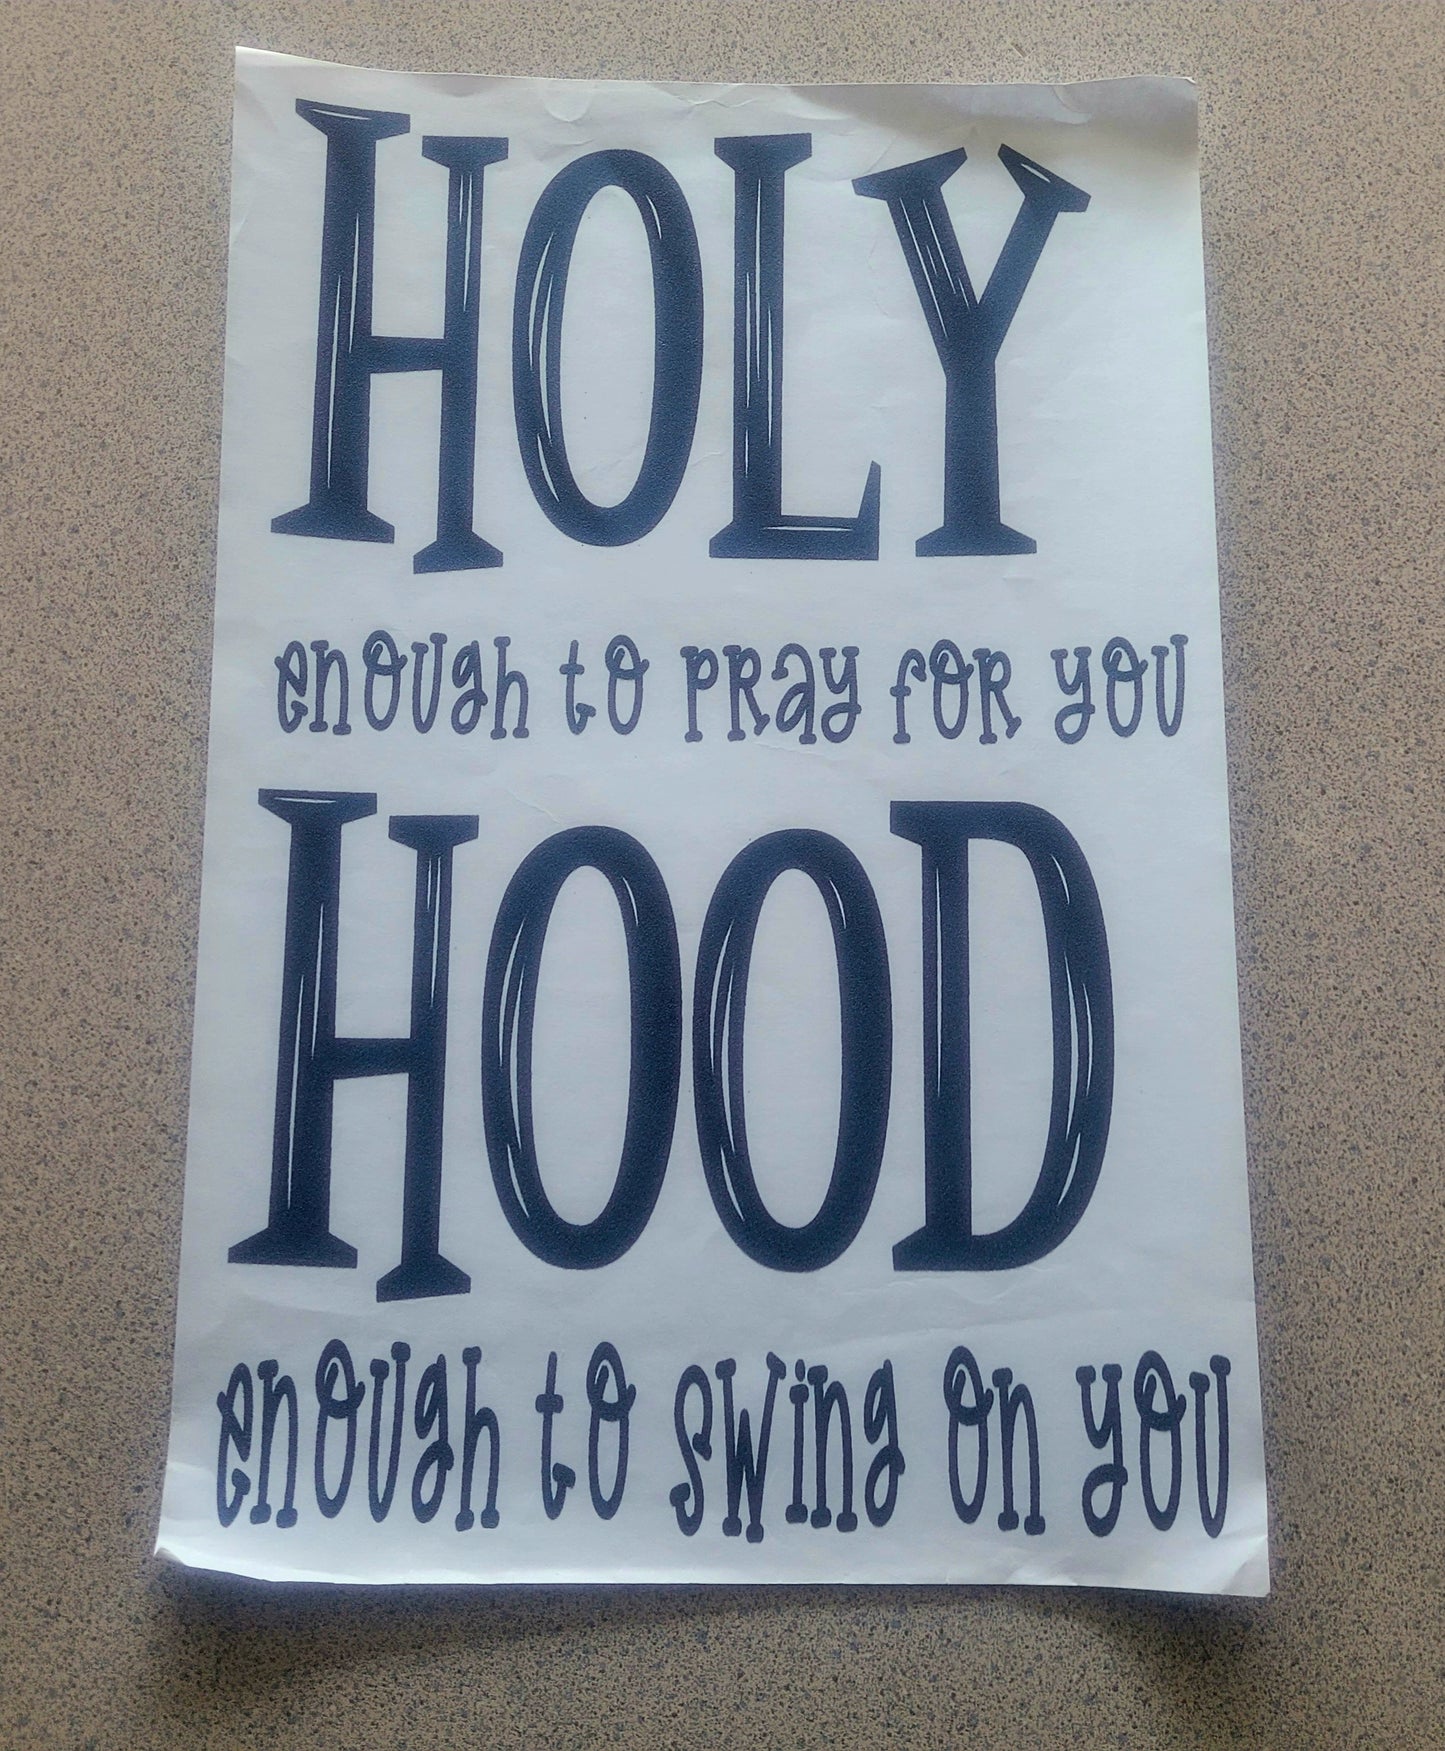 HOLY
enough to pray for you
HOOD
enough to swing on you